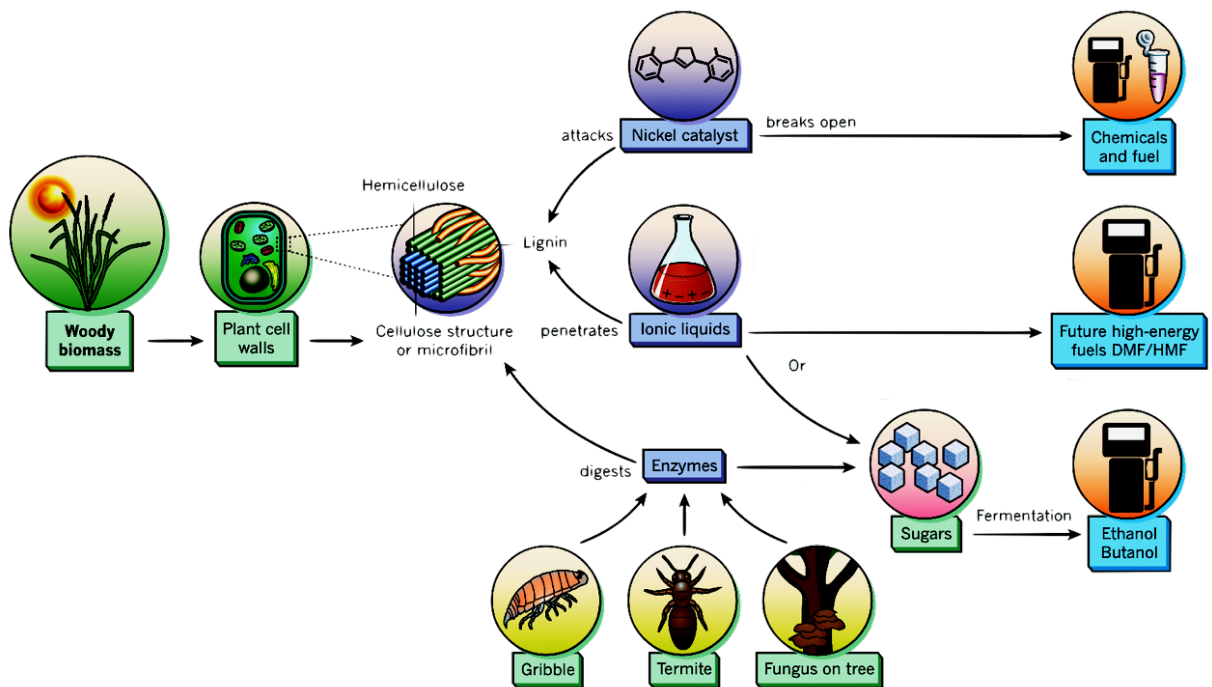 attacks
Nickel catalyst
breaks open
Chemicals
and fuel
Hemicellulose
Lignin
Woody
biomass
Plant cell
walls
Cellulose structure
or microfibril
penetrates
Ionic liquids
+ - + -
Future high-energy
fuels DMF/HMF
Or
digests
Enzymes
Sugars
Fermentation
Ethanol
Butanol
Gribble
Termite
Fungus on tree